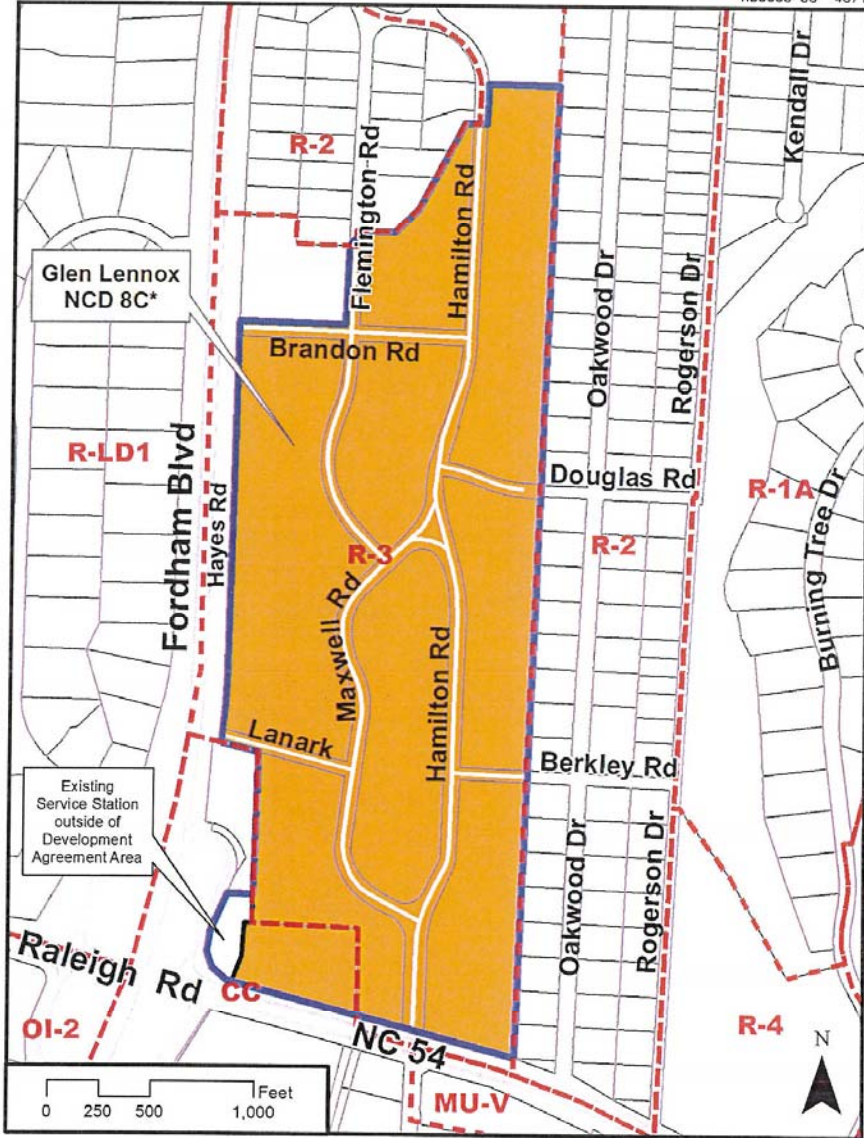 Kendall Dr
R-2
Flemington Rd
Hamilton Rd
Glen Lennox
NCD 8C*
Oakwood Dr
Rogerson Dr
Brandon Rd
R-LD1
Fordham Blvd
Hayes Rd
Douglas Rd
R-1A
R-3
R-2
Burning Tree Dr
Maxwell Rd
Hamilton Rd
Lanark
Berkley Rd
Existing
Service Station
outside of
Development
Agreement Area
Oakwood Dr
Rogerson Dr
Raleigh Rd
CC
OI-2
NC 54
R-4
N
MU-V
Feet
0 250 500 1,000